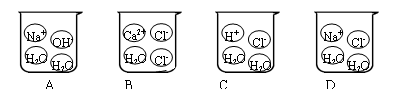 Na⁺ OH⁻ Ca²⁺ Cl⁻ H⁺ Cl⁻ Na⁺ Cl⁻
H₂O H₂O H₂O Cl⁻ H₂O H₂O H₂O H₂O
A B C D